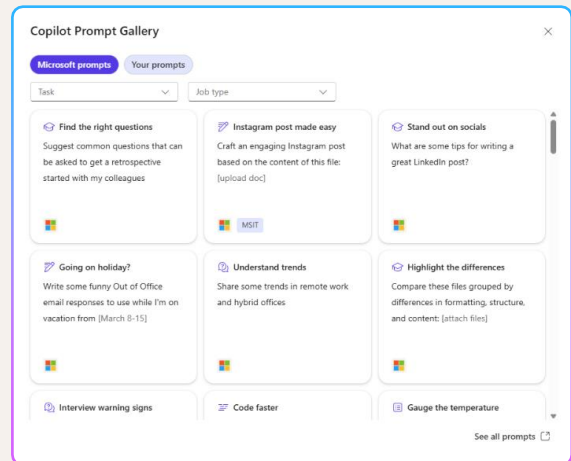 Copilot Prompt Gallery
Microsoft prompts
Your prompts
Task
Job type
Find the right questions
Suggest common questions that can
be asked to get a retrospective
started with my colleagues
Instagram post made easy
Craft an engaging Instagram post
based on the content of this file:
[upload doc]
MSIT
Stand out on socials
What are some tips for writing a
great LinkedIn post?
Going on holiday?
Write some funny Out of Office
email responses to use while I'm on
vacation from [March 8-15]
Understand trends
Share some trends in remote work
and hybrid offices
Highlight the differences
Compare these files grouped by
differences in formatting, structure,
and content: [attach files]
Interview warning signs
Code faster
Gauge the temperature
See all prompts